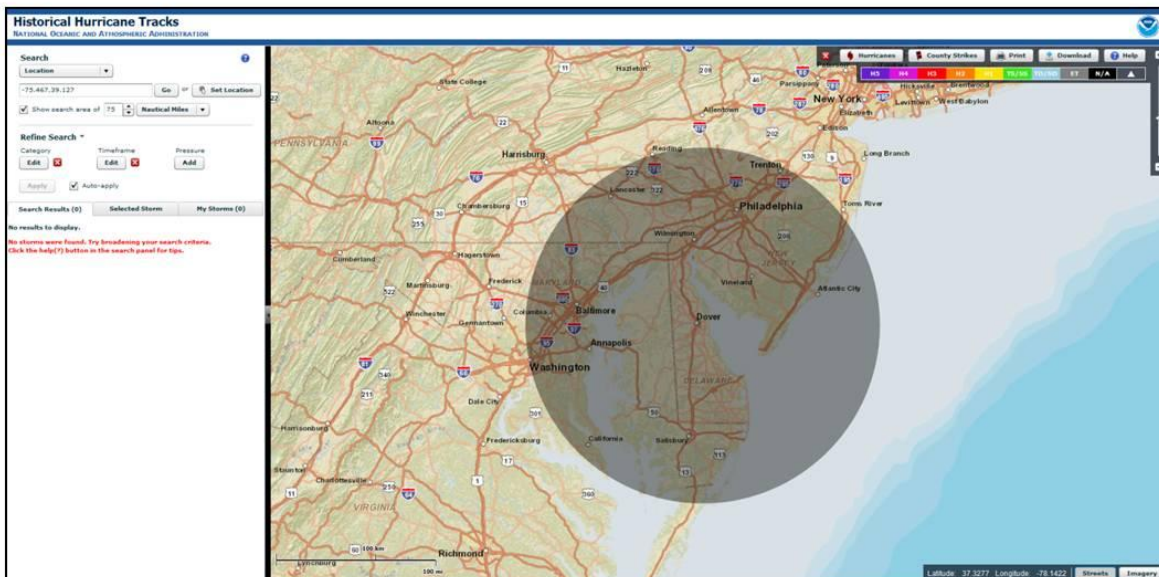 Historical Hurricane Tracks
NATIONAL OCEANIC AND ATMOSPHERIC ADMINISTRATION
Search
Location
-75.467,39.127 Go or Set Location
Show search area of 75 Nautical Miles
Refine Search
Category Timeframe Pressure
Edit Edit Add
Apply Auto-apply
Search Results (0) Selected Storm My Storms (0)
No results to display.
No storms were found. Try broadening your search criteria.
Click the help(?) button in the search panel for tips.
Hurricanes County Strikes Print Download Help
H5 H4 H3 H2 H1 TS/SS TD/SD ET N/A
State College
Hazleton
Parsippany
Hicksville
Brentwood
New York
Levittown West Babylon
Elizabeth
Allentown
Edison
Altoona
PENNSYLVANIA
Harrisburg
Reading
Long Branch
Trenton
Lancaster
Chambersburg
Philadelphia
Toms River
Wilmington
NEW
JERSEY
Hagerstown
Cumberland
Martinsburg
Frederick
MARYLAND
Vineland
Atlantic City
Winchester
Germantown
Columbia
Baltimore
Dover
Annapolis
Washington
DELAWARE
Dale City
Harrisonburg
Fredericksburg
California
Salisbury
Staunton
Charlottesville
VIRGINIA
Richmond
Lynchburg
100 km
100 mi
Latitude: 37.3277 Longitude: -78.1422 Streets Imagery